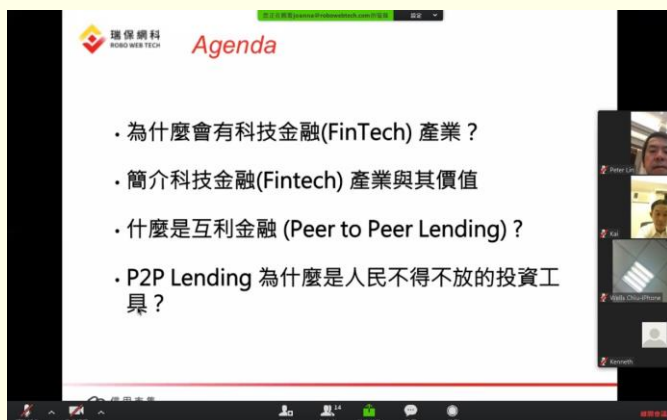 瑞保網科
ROBO WEB TECH
Agenda
• 為什麼會有科技金融(FinTech) 產業？
• 簡介科技金融(Fintech) 產業與其價值
• 什麼是互利金融 (Peer to Peer Lending)？
• P2P Lending 為什麼是人民不得不放的投資工
具？
Peter Lin
Kai
Wells Chiu-iPhone
Kenneth
14